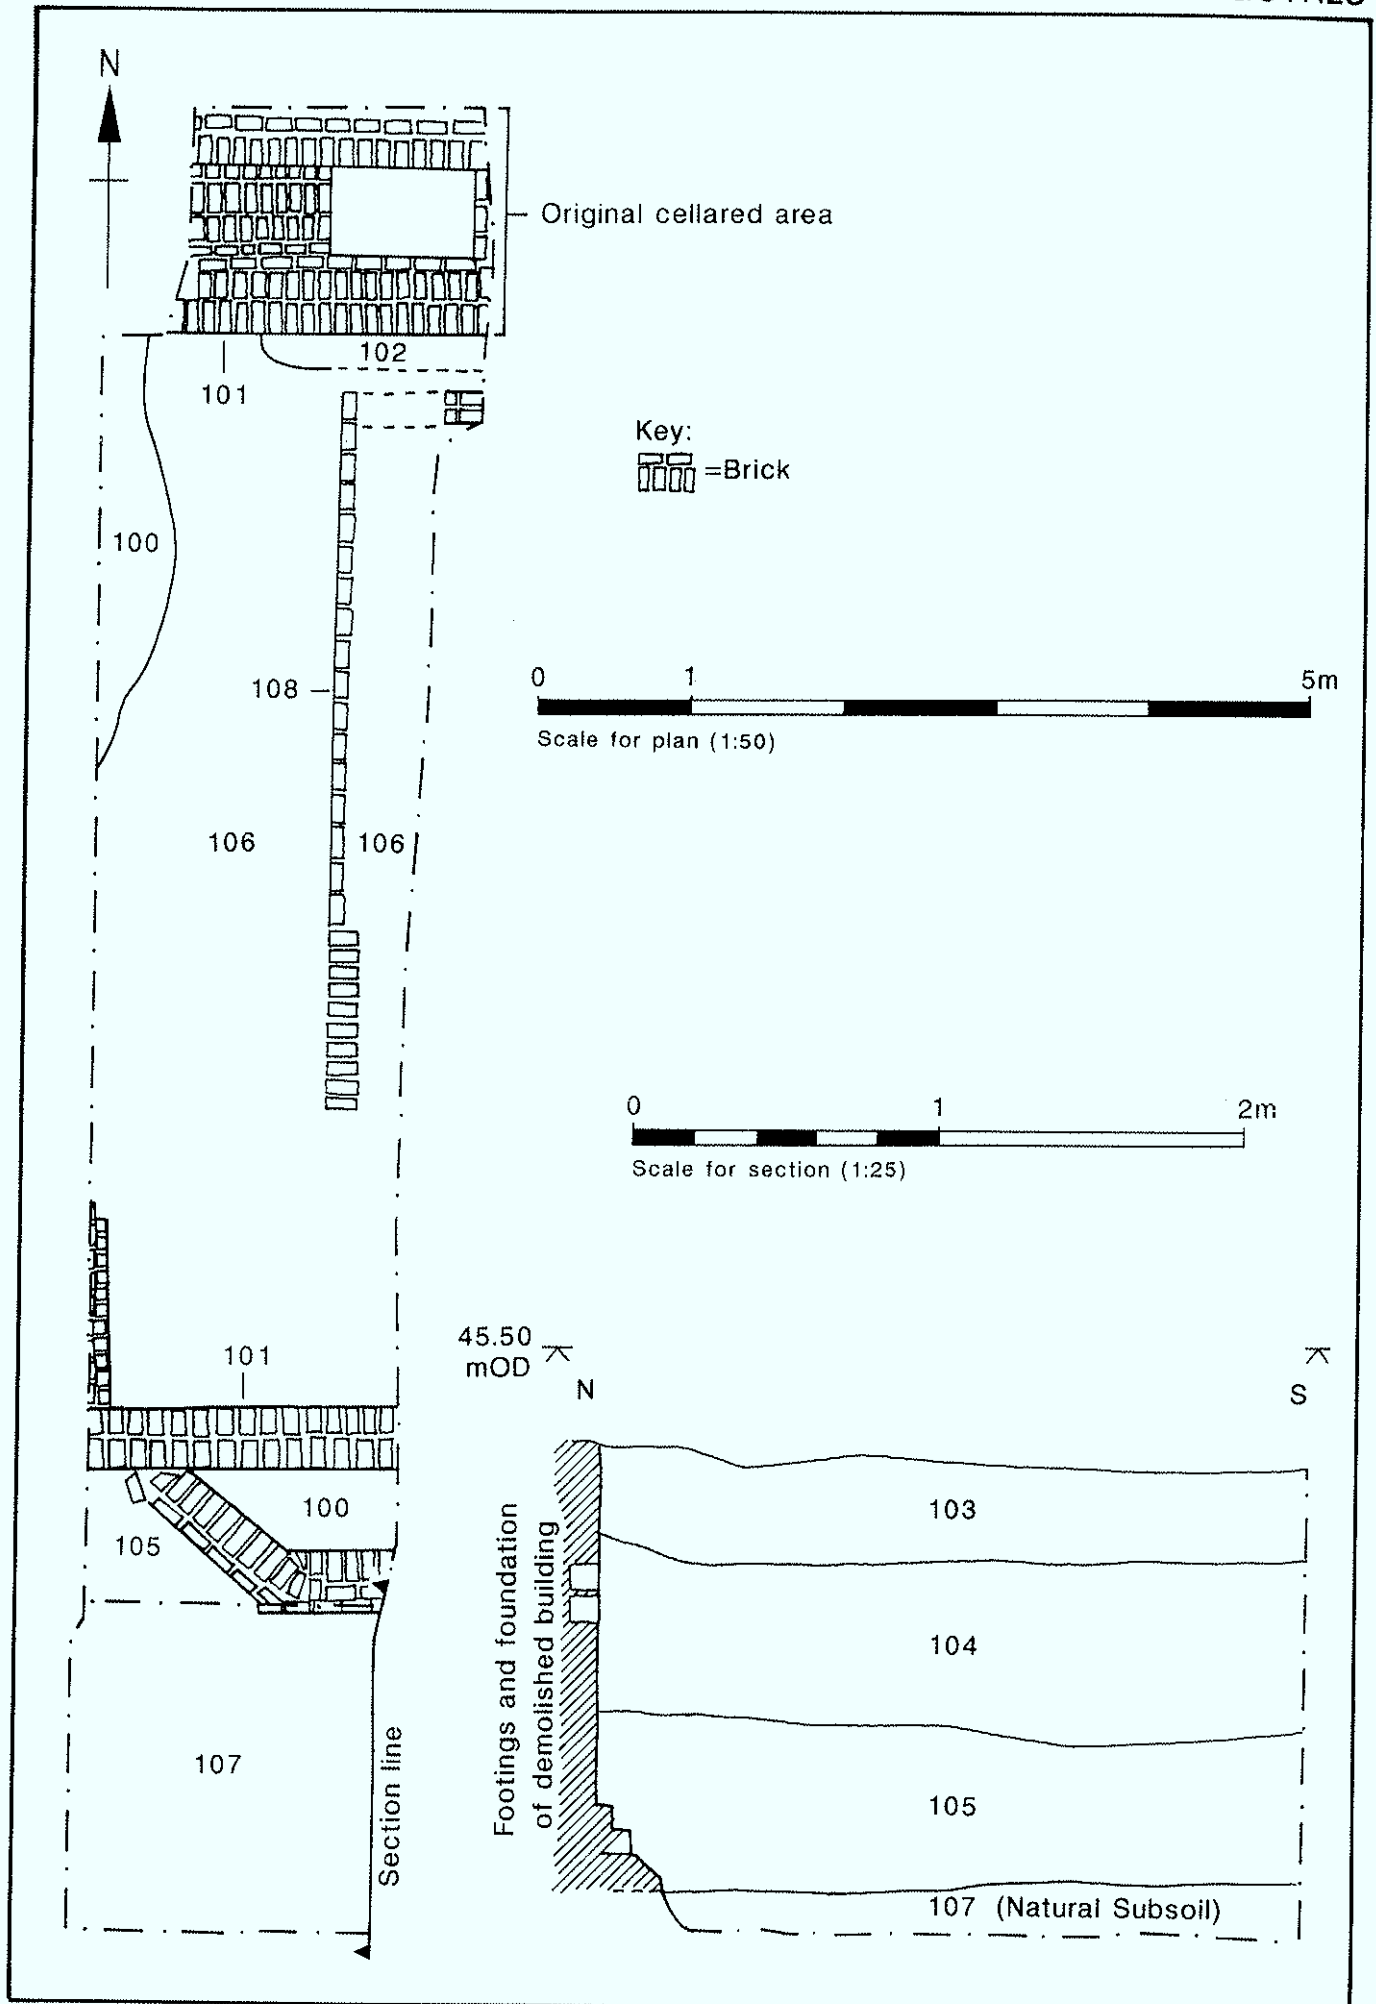 N
Original cellared area
102
101
Key:
=Brick
100
0 1 5m
108
Scale for plan (1:50)
106 106
0 1 2m
Scale for section (1:25)
45.50
mOD
101
N S
100
103
105
Footings and foundation
of demolished building
104
107
Section line
105
107 (Natural Subsoil)